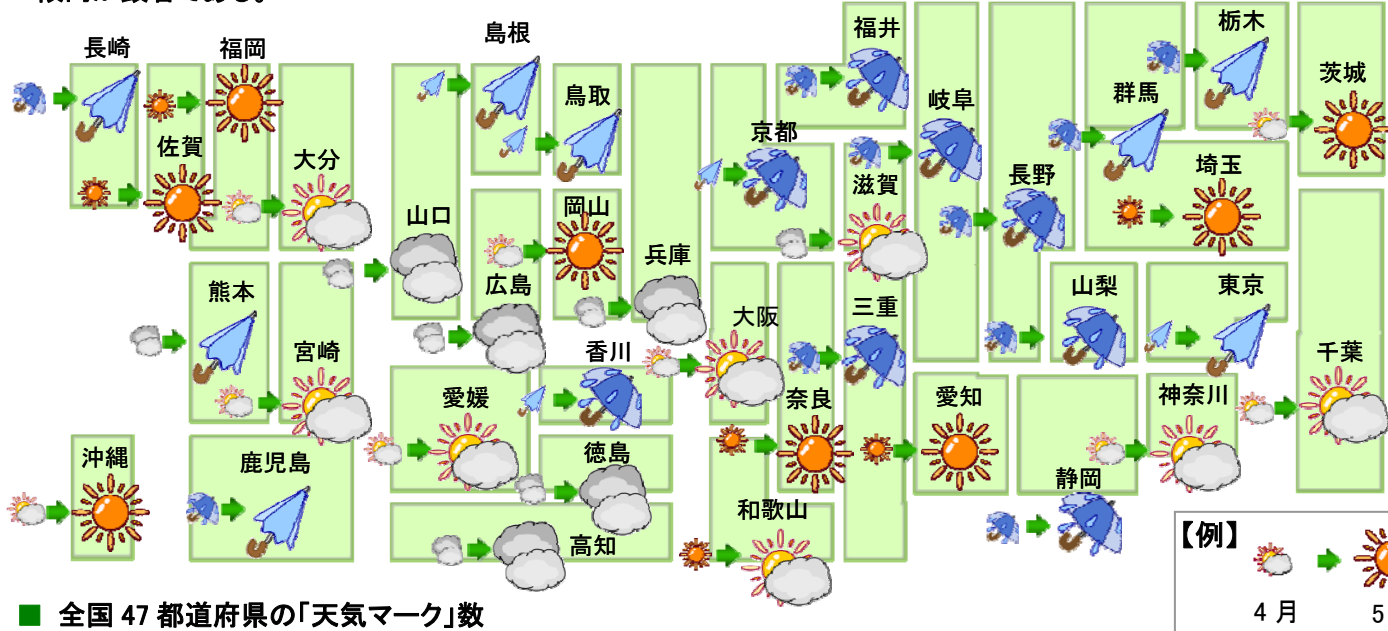 長崎
福岡
佐賀
大分
熊本
宮崎
鹿児島
沖縄
島根
鳥取
山口
広島
岡山
兵庫
香川
愛媛
徳島
高知
福井
京都
滋賀
大阪
奈良
和歌山
三重
岐阜
長野
愛知
静岡
山梨
群馬
栃木
茨城
埼玉
東京
千葉
神奈川
【例】
4月 5
■ 全国 47 都道府県の「天気マーク」数